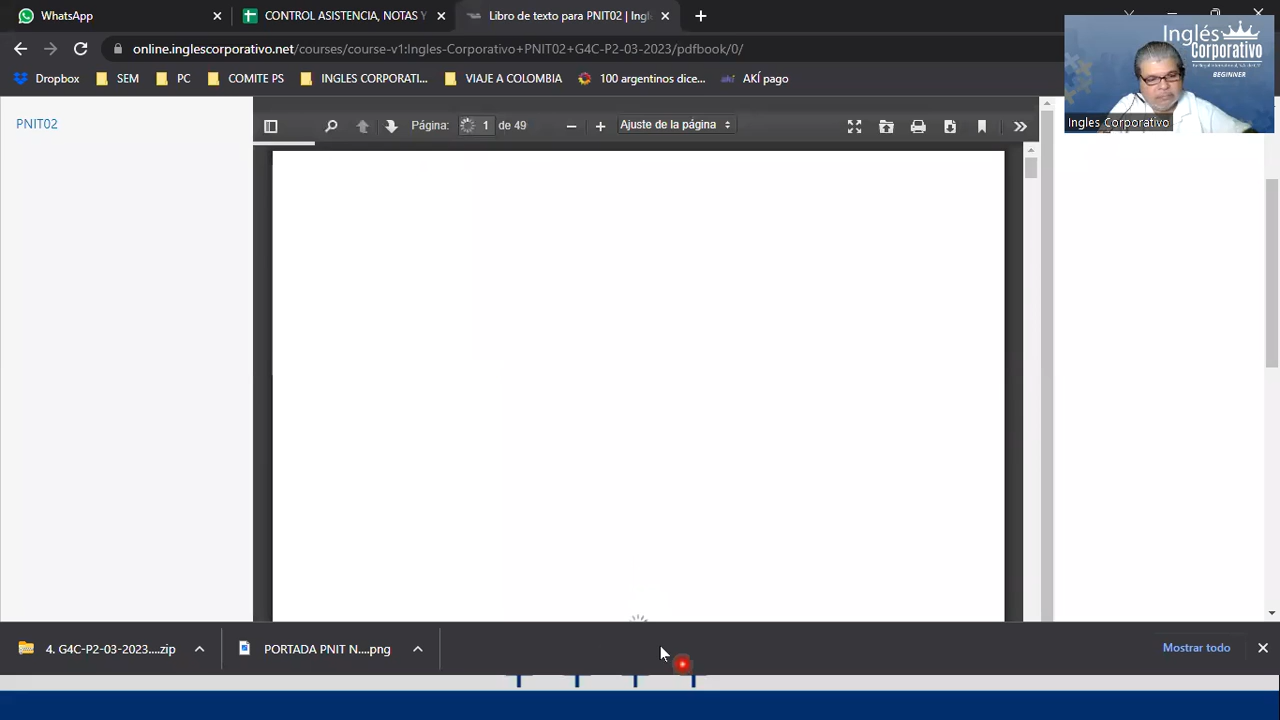 WhatsApp
CONTROL ASISTENCIA, NOTAS Y
Libro de texto para PNIT02 | Ingl
online.inglescorporativo.net/courses/course-v1:Ingles-Corporativo+PNIT02+G4C-P2-03-2023/pdfbook/0/
Dropbox
SEM
PC
COMITE PS
INGLES CORPORATI...
VIAJE A COLOMBIA
100 argentinos dice...
aki
AKÍ pago
Inglés
Corporativo
BEGINNER
Ingles Corporativo
PNIT02
Página: 1 de 49
Ajuste de la página
4. G4C-P2-03-2023....zip
PORTADA PNIT N....png
Mostrar todo